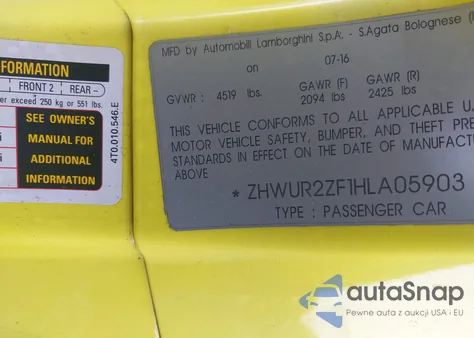 FORMATION
FRONT 2 REAR -
er exceed 250 kg or 551 lbs.
SEE OWNER'S
MANUAL FOR
ADDITIONAL
INFORMATION
4T0.010.546.E
MFD by Automobili Lamborghini S.p.A. - S.Agata Bolognese
on 07-16
GVWR : 4519 lbs. GAWR (F) 2094 lbs GAWR (R) 2425 lbs.
THIS VEHICLE CONFORMS TO ALL APPLICABLE U.
MOTOR VEHICLE SAFETY, BUMPER, AND THEFT PRE
STANDARDS IN EFFECT ON THE DATE OF MANUFAC
ABOVE
* ZHWUR2ZF1HLA05903
TYPE : PASSENGER CAR
autaSnap
Pewne auta z aukcji USA i EU